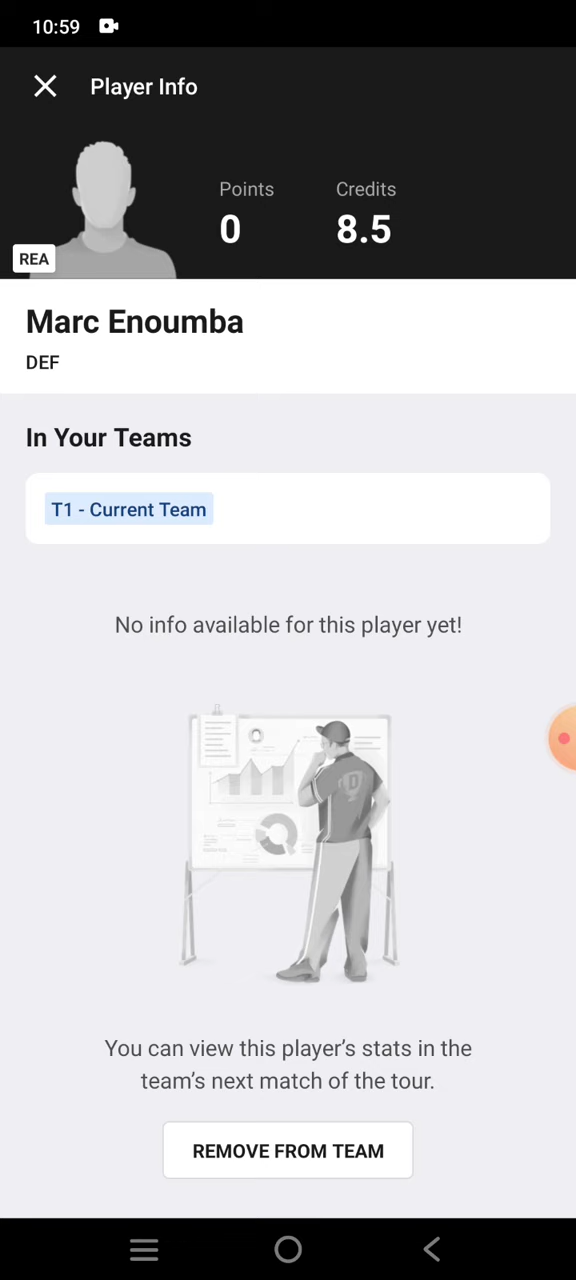 10:59
Player Info
Points
Credits
0
8.5
REA
Marc Enoumba
DEF
In Your Teams
T1 - Current Team
No info available for this player yet!
D
You can view this player’s stats in the
team’s next match of the tour.
REMOVE FROM TEAM